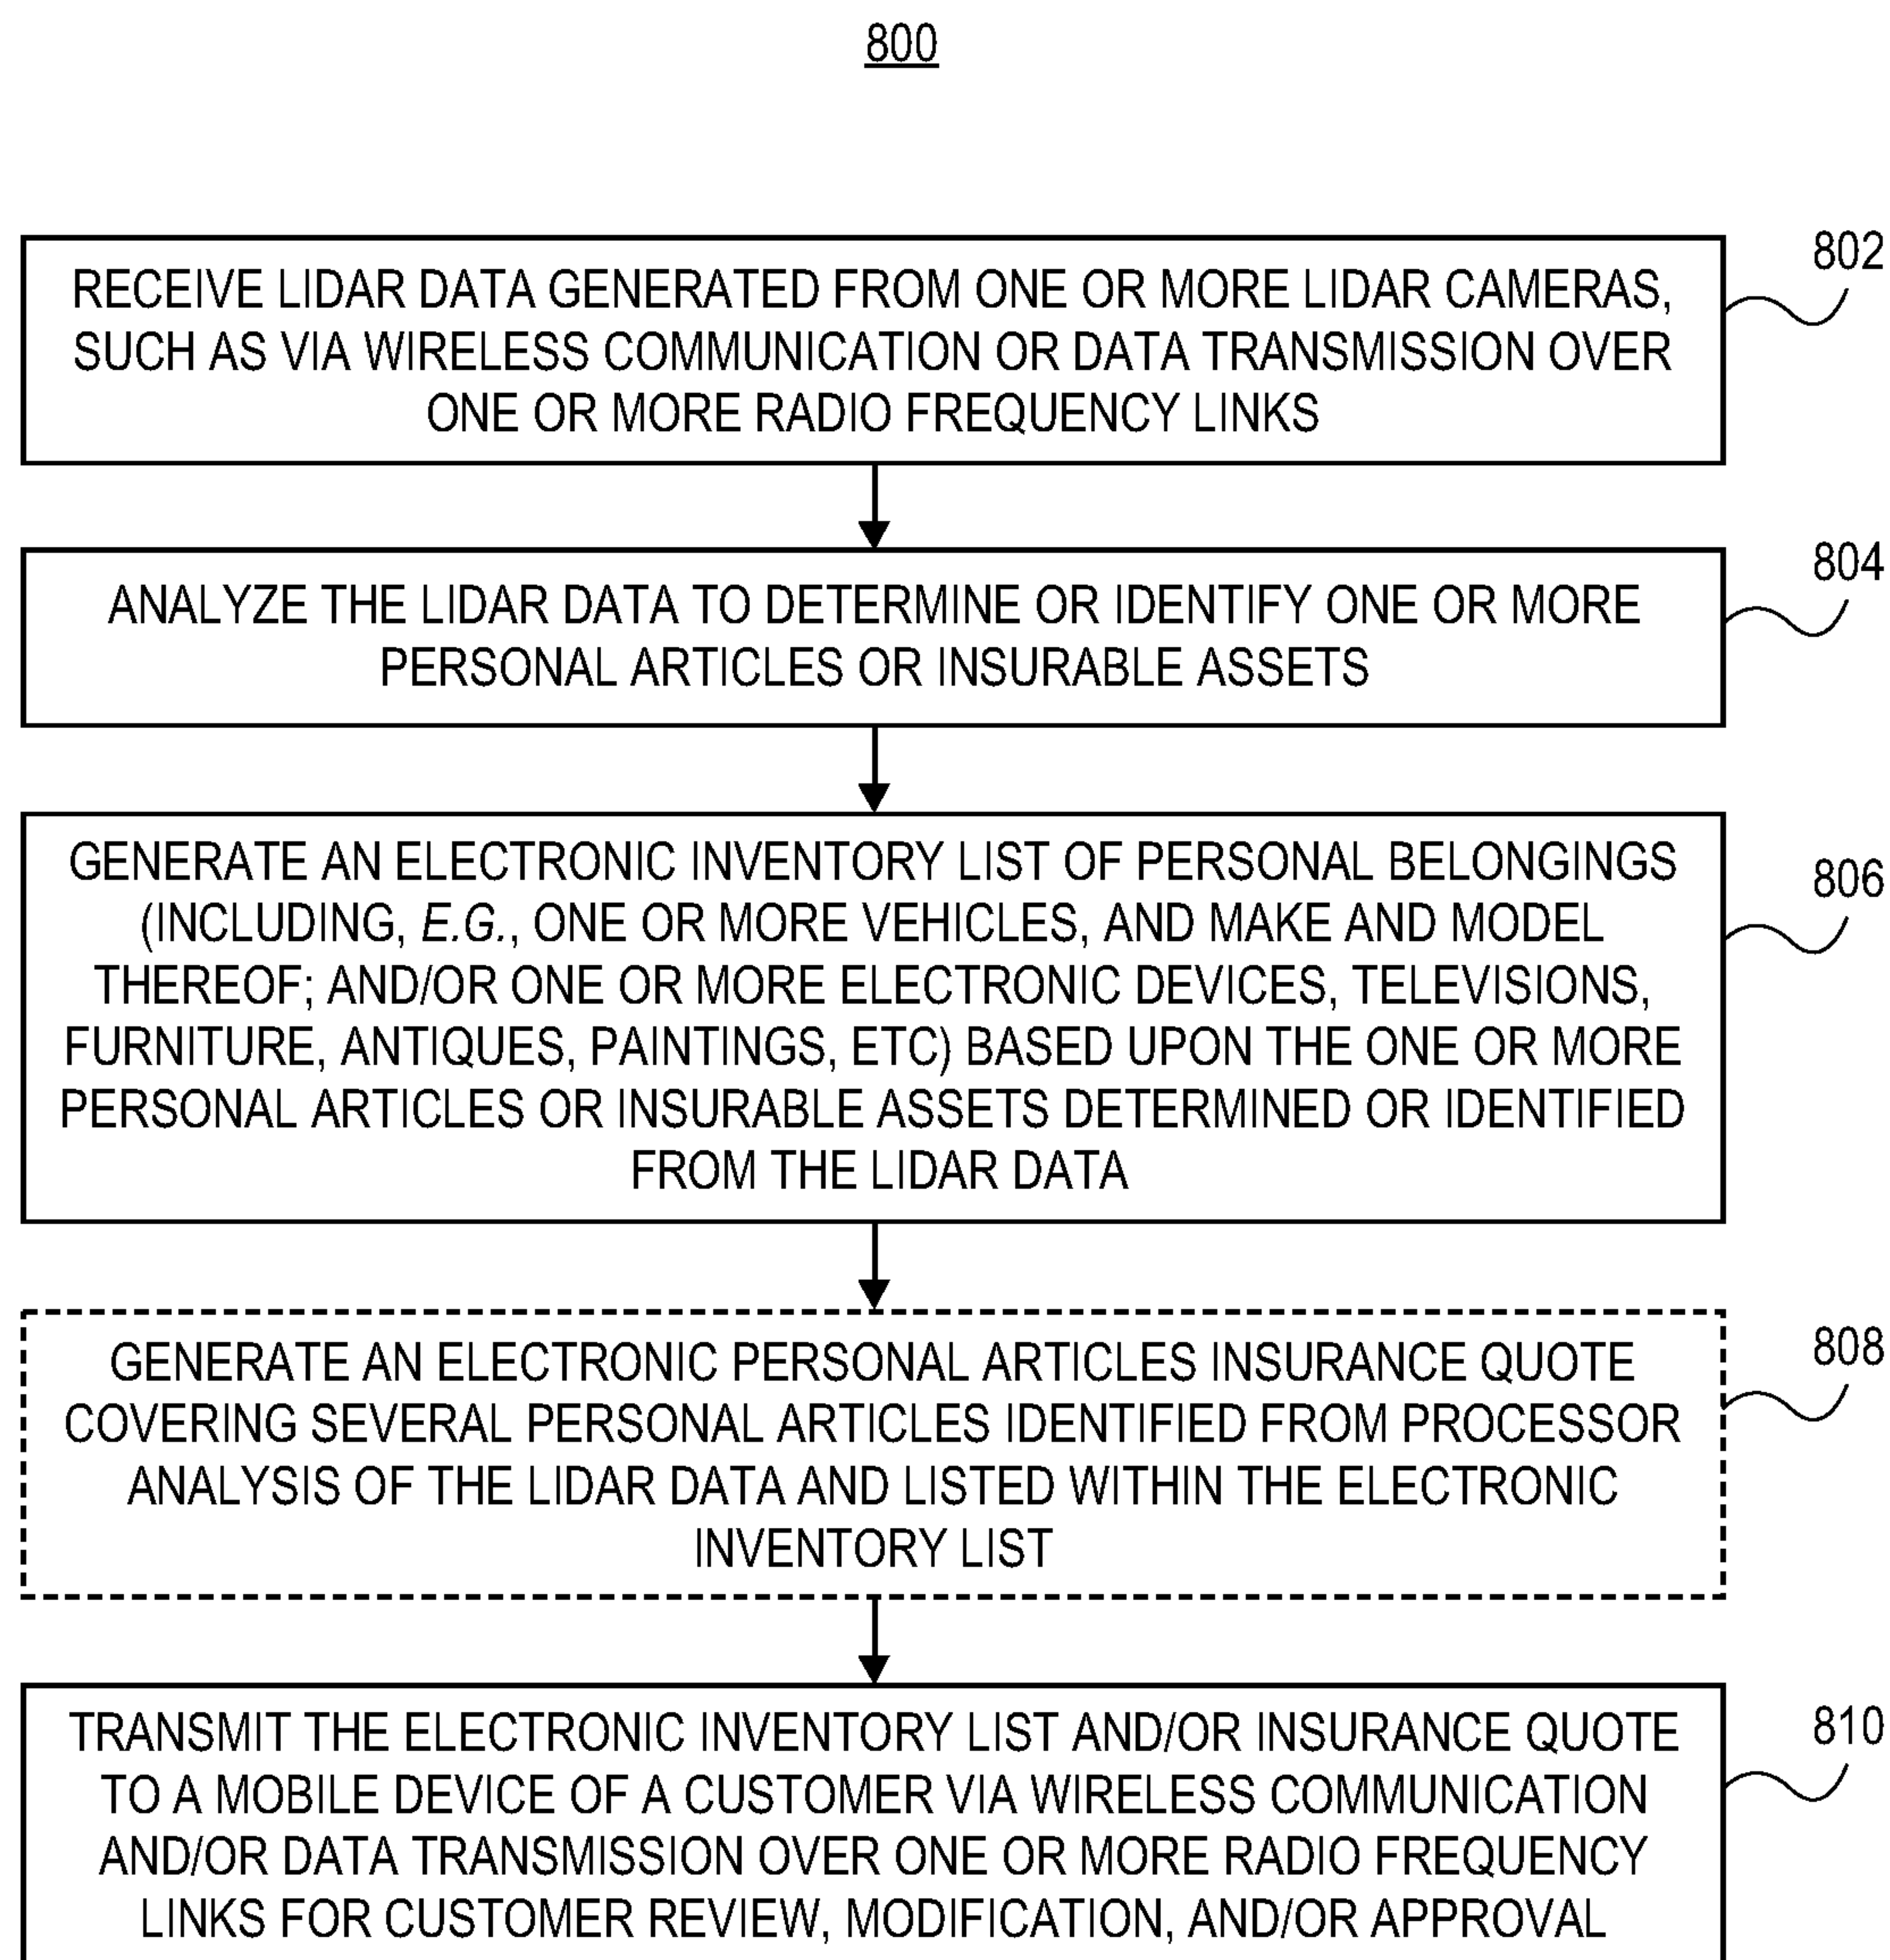 800
RECEIVE LIDAR DATA GENERATED FROM ONE OR MORE LIDAR CAMERAS,
SUCH AS VIA WIRELESS COMMUNICATION OR DATA TRANSMISSION OVER
ONE OR MORE RADIO FREQUENCY LINKS
802
ANALYZE THE LIDAR DATA TO DETERMINE OR IDENTIFY ONE OR MORE
PERSONAL ARTICLES OR INSURABLE ASSETS
804
GENERATE AN ELECTRONIC INVENTORY LIST OF PERSONAL BELONGINGS
(INCLUDING, E.G., ONE OR MORE VEHICLES, AND MAKE AND MODEL
THEREOF; AND/OR ONE OR MORE ELECTRONIC DEVICES, TELEVISIONS,
FURNITURE, ANTIQUES, PAINTINGS, ETC) BASED UPON THE ONE OR MORE
PERSONAL ARTICLES OR INSURABLE ASSETS DETERMINED OR IDENTIFIED
FROM THE LIDAR DATA
806
GENERATE AN ELECTRONIC PERSONAL ARTICLES INSURANCE QUOTE
COVERING SEVERAL PERSONAL ARTICLES IDENTIFIED FROM PROCESSOR
ANALYSIS OF THE LIDAR DATA AND LISTED WITHIN THE ELECTRONIC
INVENTORY LIST
808
TRANSMIT THE ELECTRONIC INVENTORY LIST AND/OR INSURANCE QUOTE
TO A MOBILE DEVICE OF A CUSTOMER VIA WIRELESS COMMUNICATION
AND/OR DATA TRANSMISSION OVER ONE OR MORE RADIO FREQUENCY
LINKS FOR CUSTOMER REVIEW, MODIFICATION, AND/OR APPROVAL
810